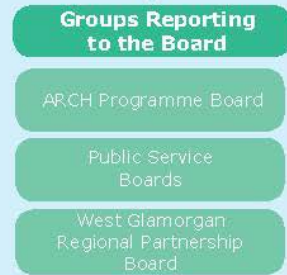 Groups Reporting
to the Board
ARCH Programme Board
Public Service
Boards
West Glamorgan
Regional Partnership
Board